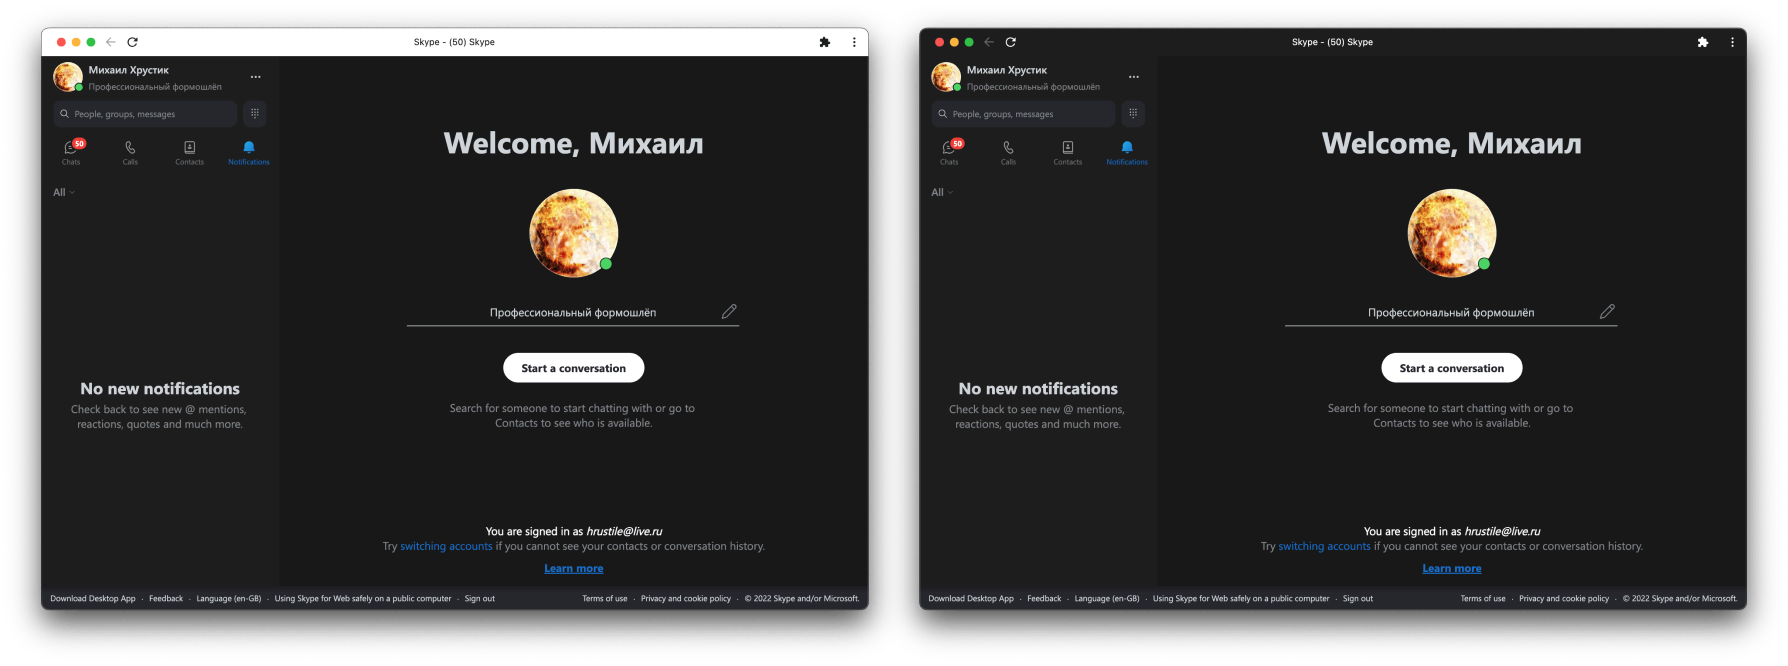 Skype - (50) Skype
Михаил Хрустик
Профессиональный формошлёп
People, groups, messages
50
Chats
Calls
Contacts
Notifications
All
No new notifications
Check back to see new @ mentions,
reactions, quotes and much more.
Welcome, Михаил
Профессиональный формошлёп
Start a conversation
Search for someone to start chatting with or go to
Contacts to see who is available.
You are signed in as hrustile@live.ru
Try switching accounts if you cannot see your contacts or conversation history.
Learn more
Download Desktop App · Feedback · Language (en-GB) · Using Skype for Web safely on a public computer · Sign out
Terms of use · Privacy and cookie policy · © 2022 Skype and/or Microsoft.
Skype - (50) Skype
Михаил Хрустик
Профессиональный формошлёп
People, groups, messages
50
Chats
Calls
Contacts
Notifications
All
No new notifications
Check back to see new @ mentions,
reactions, quotes and much more.
Welcome, Михаил
Профессиональный формошлёп
Start a conversation
Search for someone to start chatting with or go to
Contacts to see who is available.
You are signed in as hrustile@live.ru
Try switching accounts if you cannot see your contacts or conversation history.
Learn more
Download Desktop App · Feedback · Language (en-GB) · Using Skype for Web safely on a public computer · Sign out
Terms of use · Privacy and cookie policy · © 2022 Skype and/or Microsoft.